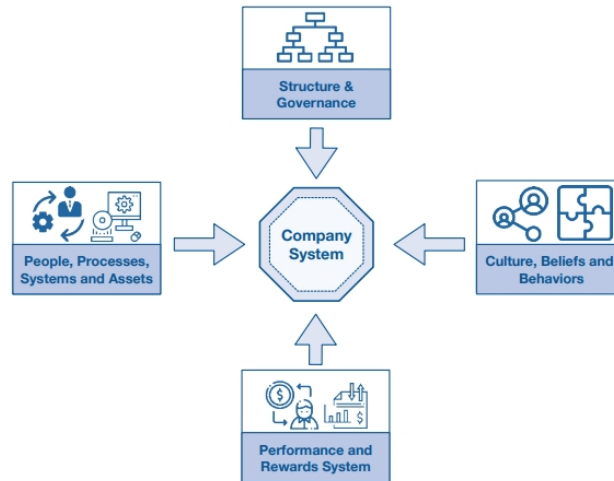 Structure &
Governance
People, Processes,
Systems and Assets
Company
System
Culture, Beliefs and
Behaviors
Performance and
Rewards System